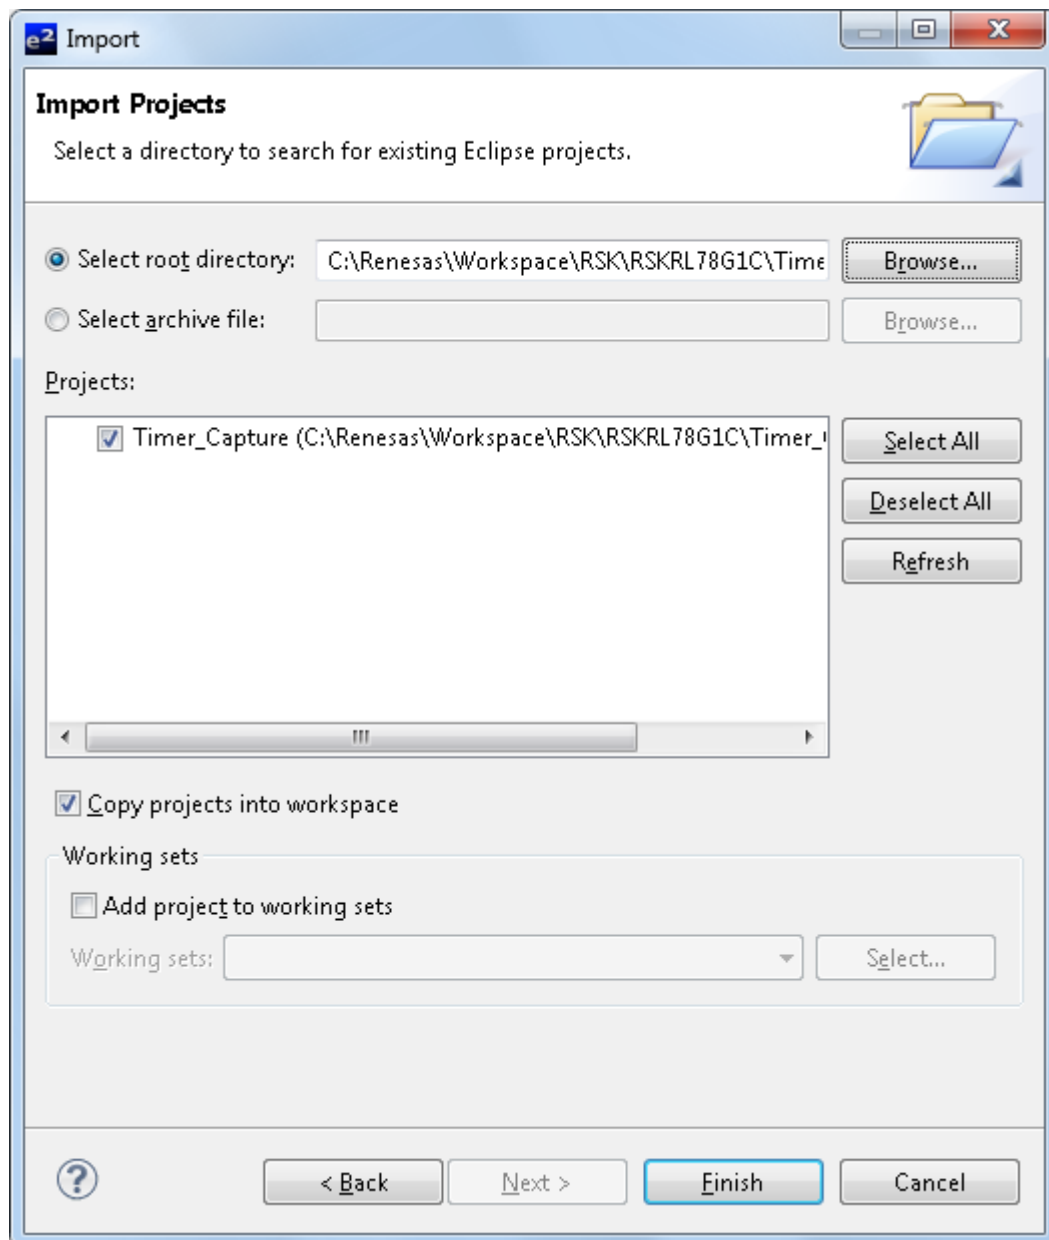 e² Import
Import Projects
Select a directory to search for existing Eclipse projects.
Select root directory: C:\Renesas\Workspace\RSK\RSKRL78G1C\Time Browse...
Select archive file: Browse...
Projects:
Timer_Capture (C:\Renesas\Workspace\RSK\RSKRL78G1C\Timer_ Select All
Deselect All
Refresh
Copy projects into workspace
Working sets
Add project to working sets
Working sets: Select...
< Back Next > Finish Cancel